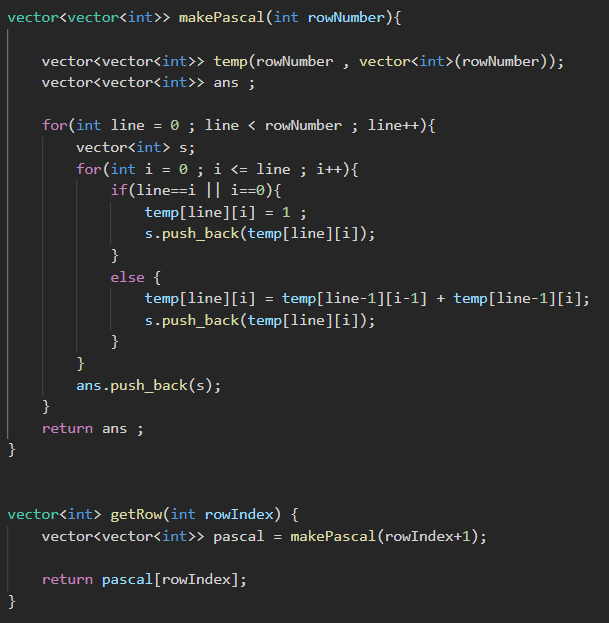 vector<vector<int>> makePascal(int rowNumber){
    vector<vector<int>> temp(rowNumber , vector<int>(rowNumber));
    vector<vector<int>> ans ;
    for(int line = 0 ; line < rowNumber ; line++){
        vector<int> s;
        for(int i = 0 ; i <= line ; i++){
            if(line==i || i==0){
                temp[line][i] = 1 ;
                s.push_back(temp[line][i]);
            }
            else {
                temp[line][i] = temp[line-1][i-1] + temp[line-1][i];
                s.push_back(temp[line][i]);
            }
        }
        ans.push_back(s);
    }
    return ans ;
}
vector<int> getRow(int rowIndex) {
    vector<vector<int>> pascal = makePascal(rowIndex+1);
    return pascal[rowIndex];
}